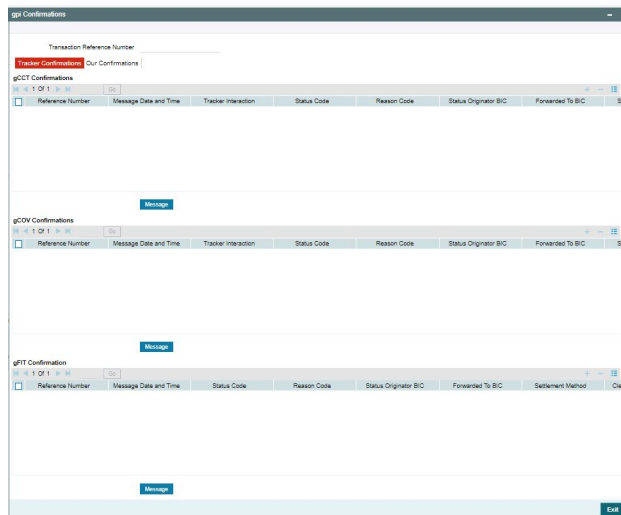 gpi Confirmations
Transaction Reference Number
Tracker Confirmations Our Confirmations
gCCT Confirmations
1 Of 1 Go
Reference Number Message Date and Time Tracker Interaction Status Code Reason Code Status Originator BIC Forwarded To BIC S
Message
gCOV Confirmations
1 Of 1 Go
Reference Number Message Date and Time Tracker Interaction Status Code Reason Code Status Originator BIC Forwarded To BIC S
Message
gFIT Confirmation
1 Of 1 Go
Reference Number Message Date and Time Status Code Reason Code Status Originator BIC Forwarded To BIC Settlement Method Cle
Message
Exit